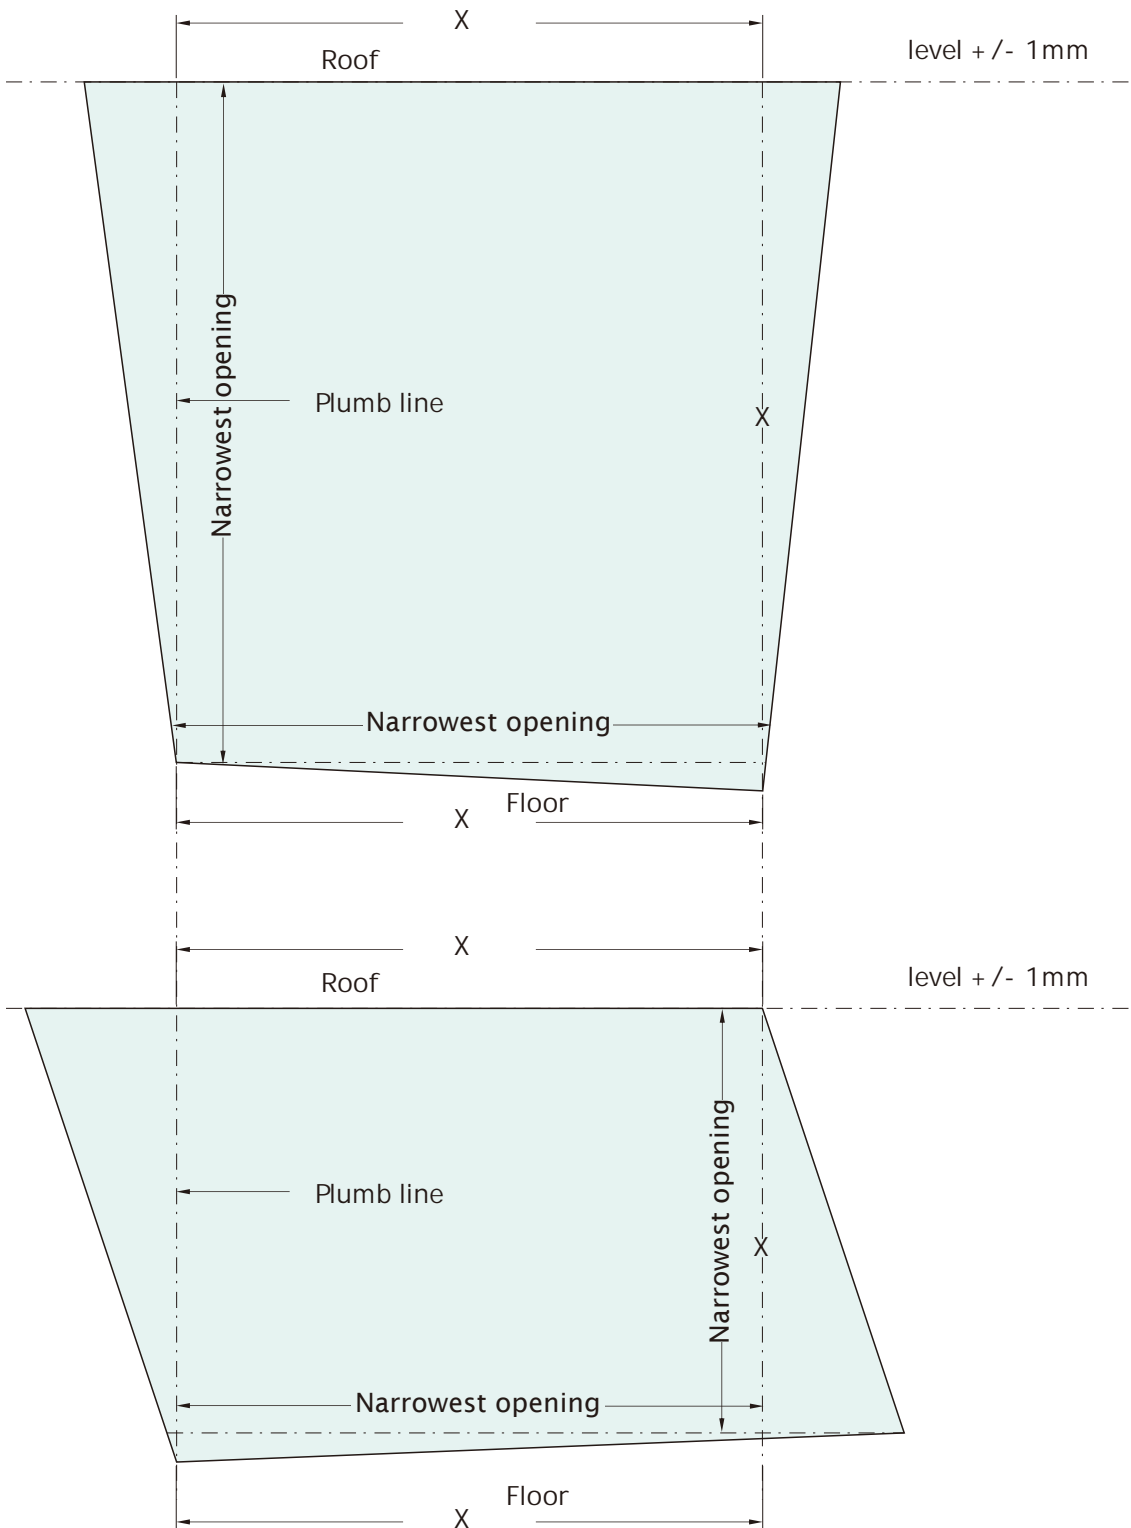 X
Roof
level +/- 1mm
Narrowest opening
Plumb line
X
Narrowest opening
Floor
X
X
Roof
level +/- 1mm
Narrowest opening
Plumb line
X
Narrowest opening
Floor
X